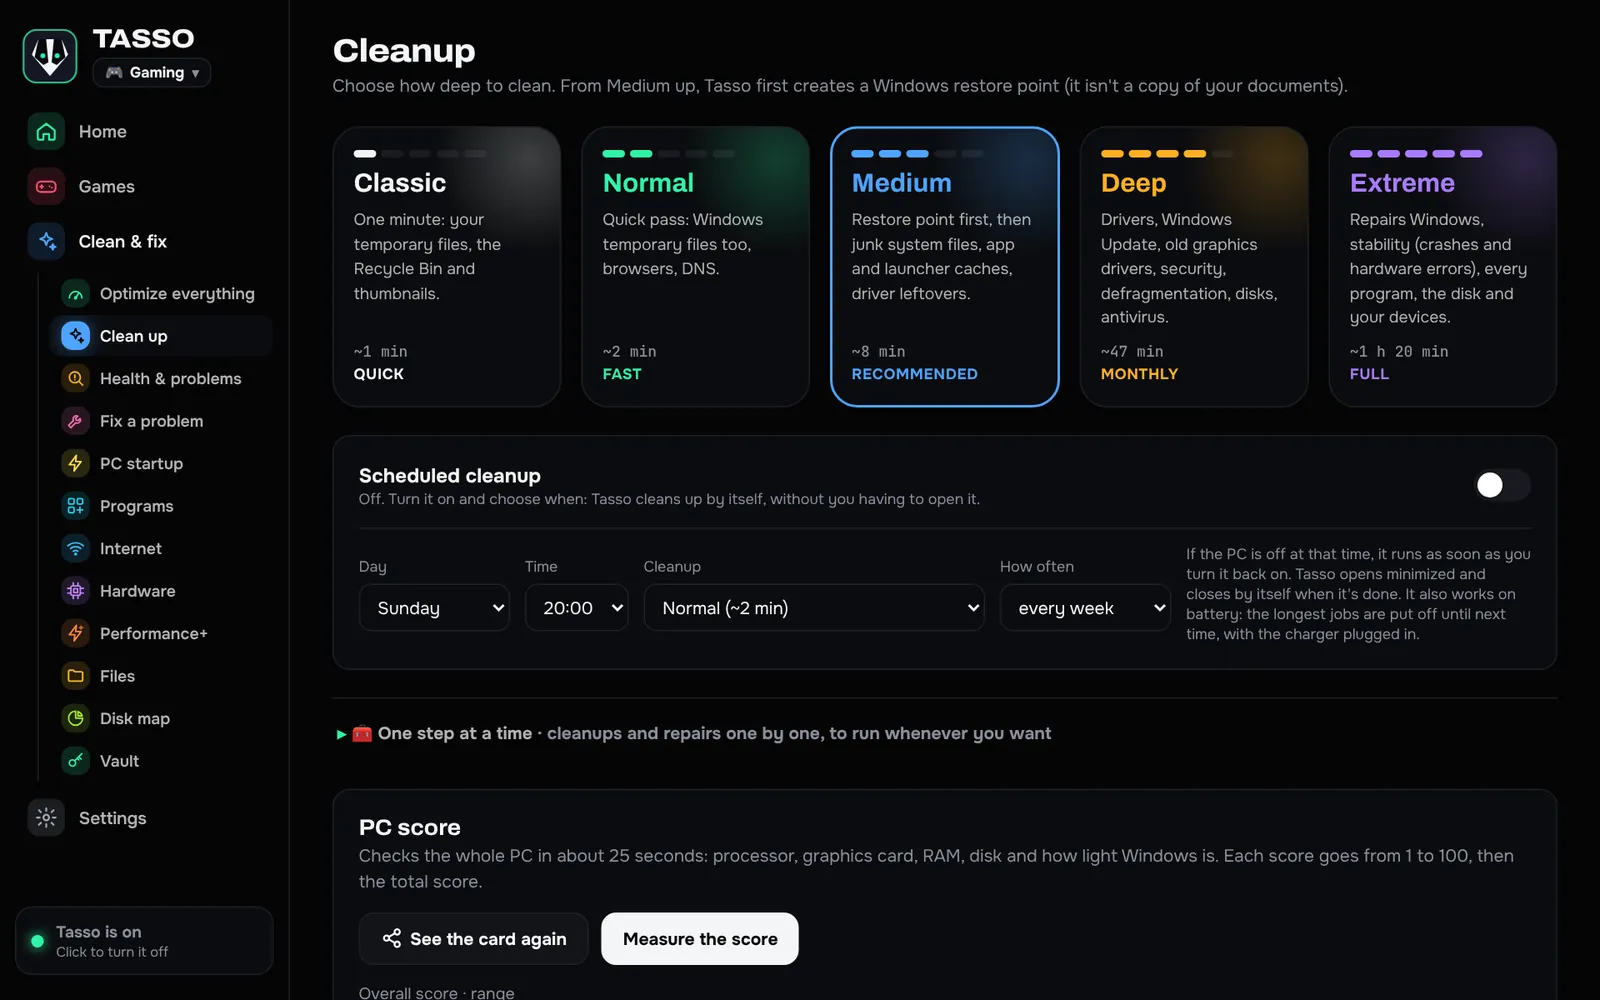 TASSO
🎮 Gaming ▾
Home
Games
Clean & fix
Optimize everything
Clean up
Health & problems
Fix a problem
PC startup
Programs
Internet
Hardware
Performance+
Files
Disk map
Vault
Settings
Tasso is on
Click to turn it off
Cleanup
Choose how deep to clean. From Medium up, Tasso first creates a Windows restore point (it isn't a copy of your documents).
Classic
One minute: your
temporary files, the
Recycle Bin and
thumbnails.
~1 min
QUICK
Normal
Quick pass: Windows
temporary files too,
browsers, DNS.
~2 min
FAST
Medium
Restore point first, then
junk system files, app
and launcher caches,
driver leftovers.
~8 min
RECOMMENDED
Deep
Drivers, Windows
Update, old graphics
drivers, security,
defragmentation, disks,
antivirus.
~47 min
MONTHLY
Extreme
Repairs Windows,
stability (crashes and
hardware errors), every
program, the disk and
your devices.
~1 h 20 min
FULL
Scheduled cleanup
Off. Turn it on and choose when: Tasso cleans up by itself, without you having to open it.
Day
Sunday
Time
20:00
Cleanup
Normal (~2 min)
How often
every week
If the PC is off at that time, it runs as soon as you
turn it back on. Tasso opens minimized and
closes by itself when it's done. It also works on
battery: the longest jobs are put off until next
time, with the charger plugged in.
▸ 🧰 One step at a time · cleanups and repairs one by one, to run whenever you want
PC score
Checks the whole PC in about 25 seconds: processor, graphics card, RAM, disk and how light Windows is. Each score goes from 1 to 100, then
the total score.
See the card again
Measure the score
Overall score · range